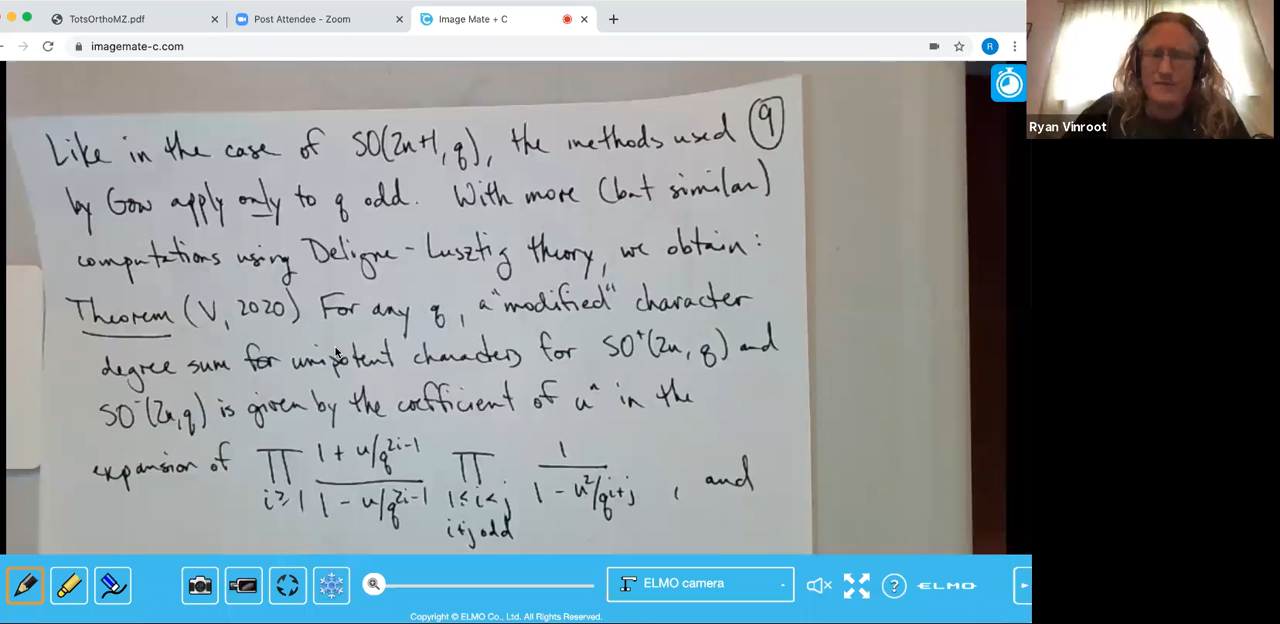 TotsOrthoMZ.pdf
Post Attendee - Zoom
Image Mate + C
imagemate-c.com
R
Ryan Vinroot
Like in the case of SO(2n+1, q), the methods used ⑨
by Gow apply only to q odd. With more (but similar)
computations using Deligne-Lusztig theory, we obtain:
Theorem (V, 2020) For any q, a "modified" character
degree sum for unipotent characters for SO⁺(2n, q) and
SO⁻(2n, q) is given by the coefficient of uⁿ in the
expansion of ∏_{i≥1} (1 + u/q^{2i-1})/(1 - u/q^{2i-1}) ∏_{1≤i<j, i+j odd} 1/(1 - u²/q^{i+j}), and
ELMO camera
ELMO
Copyright © ELMO Co., Ltd. All Rights Reserved.